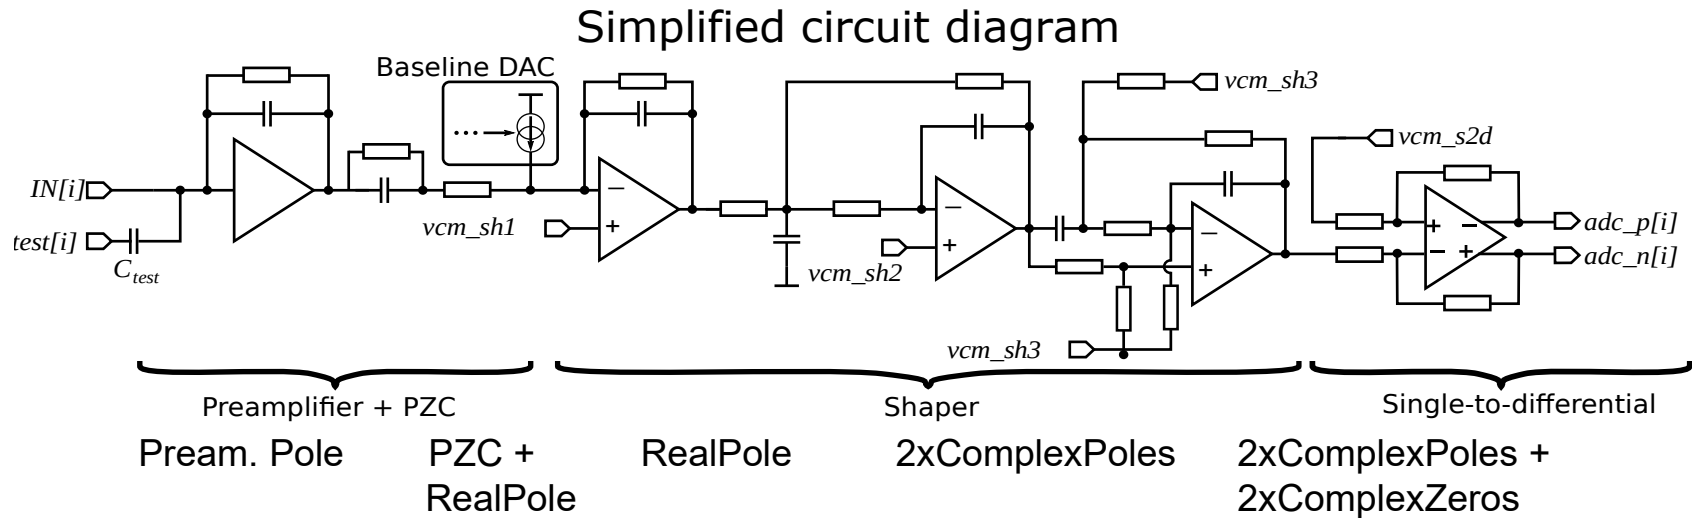 Simplified circuit diagram
Baseline DAC
vcm_sh3
vcm_s2d
IN[i]
vcm_sh1
adc_p[i]
test[i]
adc_n[i]
C_test
vcm_sh2
vcm_sh3
Preamplifier + PZC
Shaper
Single-to-differential
Pream. Pole
PZC +
RealPole
RealPole
2xComplexPoles
2xComplexPoles +
2xComplexZeros